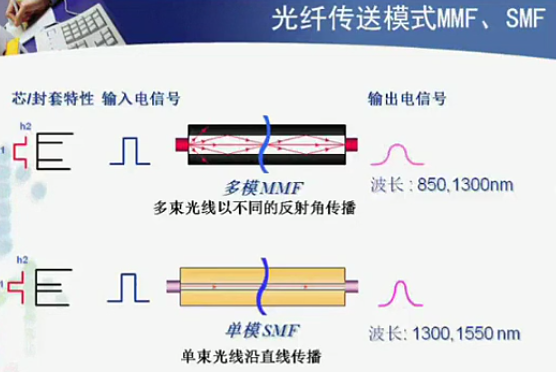 光纤传送模式MMF、SMF
芯/封套特性 输入电信号 输出电信号
h2
1
多模MMF
波长 : 850,1300nm
多束光线以不同的反射角传播
h2
1
单模SMF
波长: 1300,1550 nm
单束光线沿直线传播